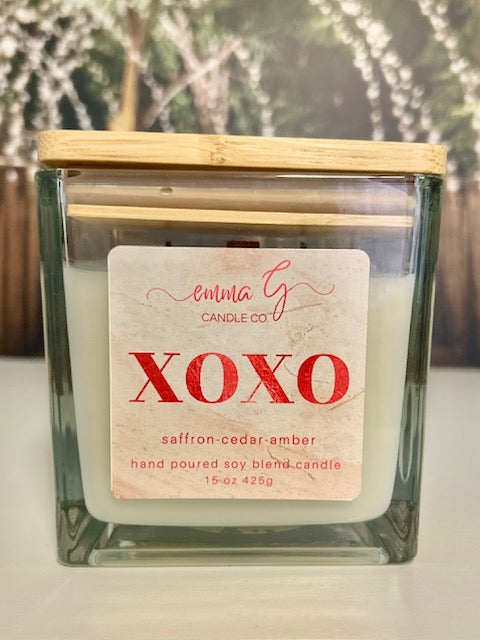 emma G
CANDLE CO.
XOXO
saffron-cedar-amber
hand poured soy blend candle
15 oz 425g